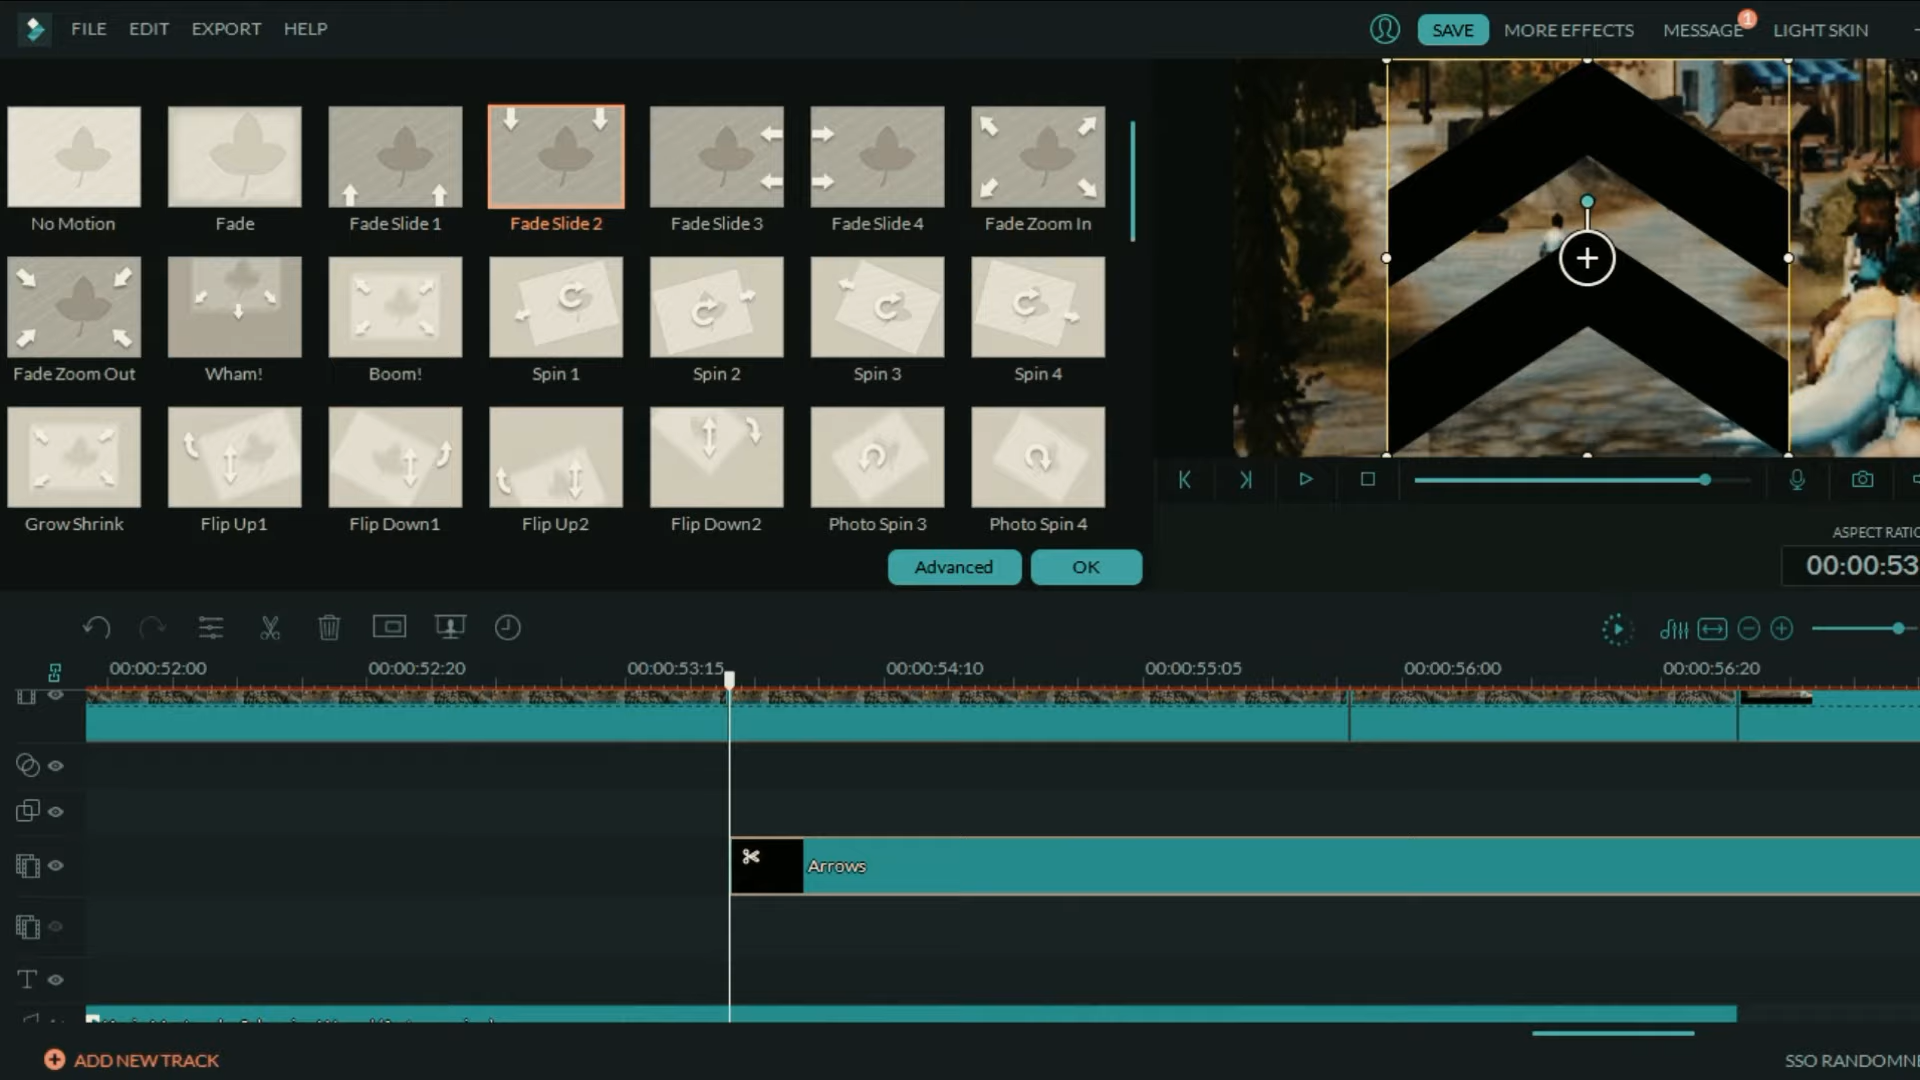 FILE EDIT EXPORT HELP
SAVE MORE EFFECTS MESSAGE 1 LIGHT SKIN
No Motion Fade Fade Slide 1 Fade Slide 2 Fade Slide 3 Fade Slide 4 Fade Zoom In
Fade Zoom Out Wham! Boom! Spin 1 Spin 2 Spin 3 Spin 4
Grow Shrink Flip Up1 Flip Down1 Flip Up2 Flip Down2 Photo Spin 3 Photo Spin 4
ASPECT RATIO
Advanced OK
00:00:53
00:00:52:00 00:00:52:20 00:00:53:15 00:00:54:10 00:00:55:05 00:00:56:00 00:00:56:20
Arrows
T
ADD NEW TRACK
SSO RANDOMNE